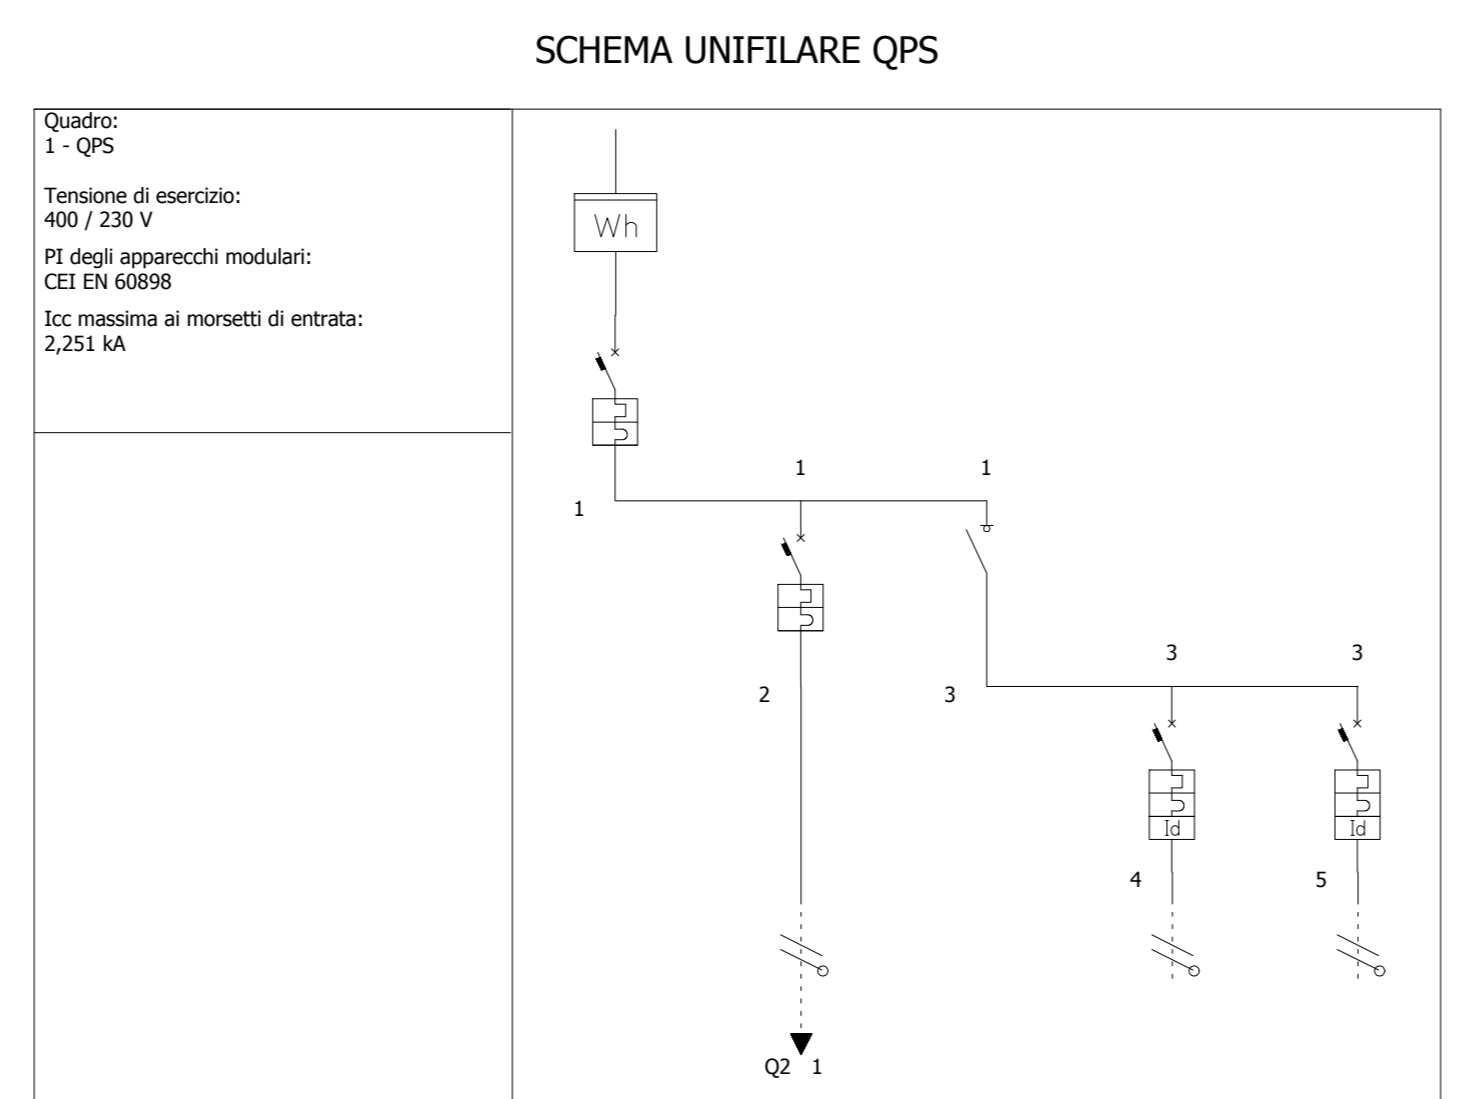 SCHEMA UNIFILARE QPS
Quadro:
1 - QPS
Tensione di esercizio:
400 / 230 V
PI degli apparecchi modulari:
CEI EN 60898
Icc massima ai morsetti di entrata:
2,251 kA
Wh
1
1
1
2
3
3
3
Id
Id
4
5
Q2 1